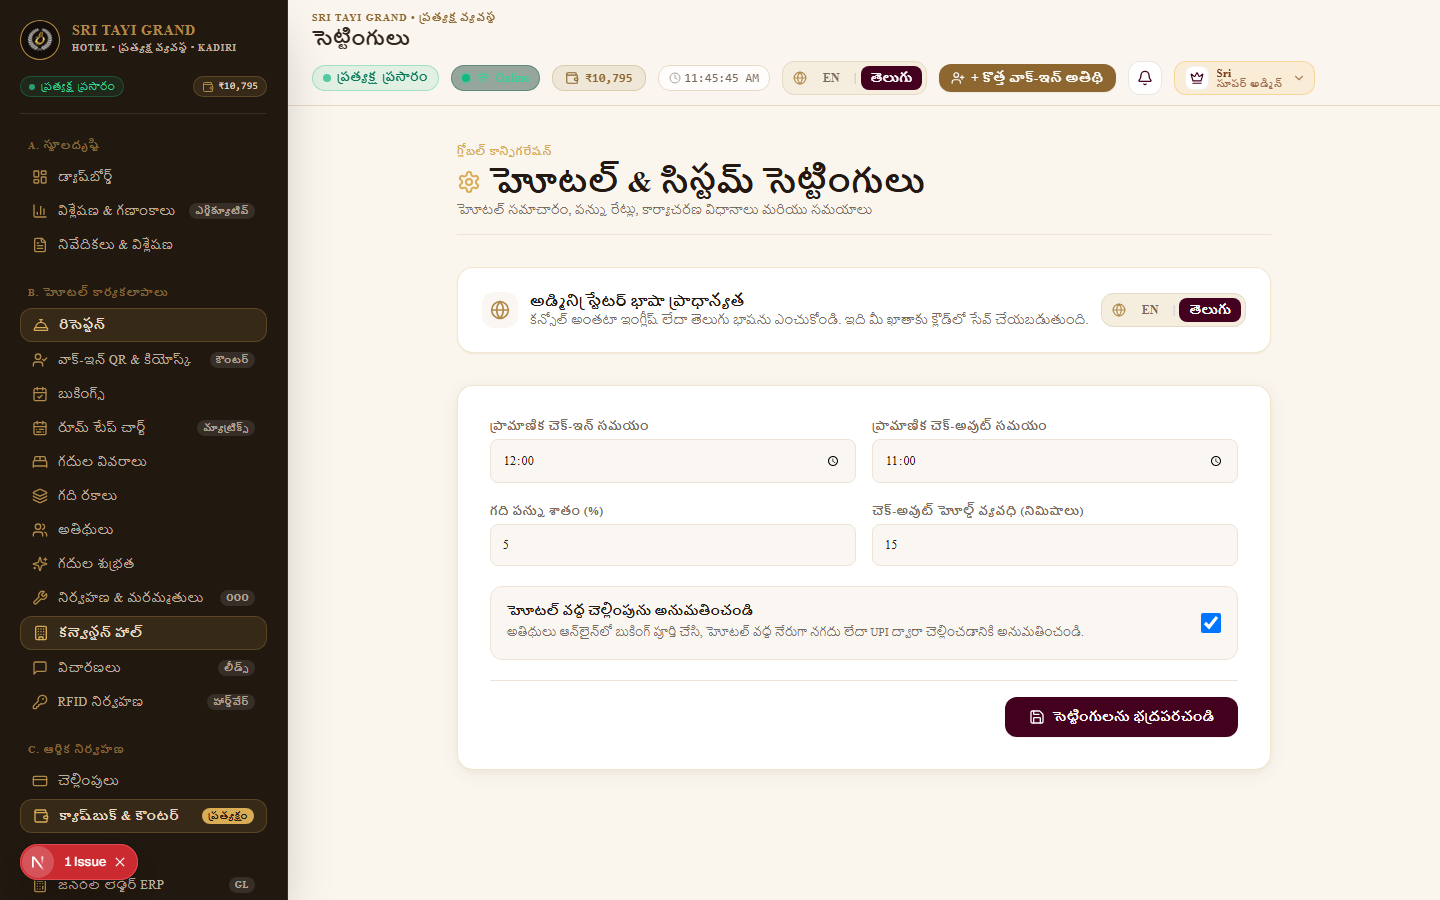 SRI TAYI GRAND
HOTEL • ప్రత్యక్ష వ్యవస్థ • KADIRI
ప్రత్యక్ష ప్రసారం
₹10,795
A. స్థూలదృష్టి
డ్యాష్‌బోర్డ్
విశ్లేషణ & గణాంకాలు
ఎగ్జిక్యూటివ్
నివేదికలు & విశ్లేషణ
B. హోటల్ కార్యకలాపాలు
రిసెప్షన్
వాక్-ఇన్ QR & కియోస్క్
కౌంటర్
బుకింగ్స్
రూమ్ టేప్ చార్ట్
మ్యాట్రిక్స్
గదుల వివరాలు
గది రకాలు
అతిథులు
గదుల శుభ్రత
నిర్వహణ & మరమ్మతులు
OOO
కన్వెన్షన్ హాల్
విచారణలు
లీడ్స్
RFID నిర్వహణ
హార్డ్‌వేర్
C. ఆర్థిక నిర్వహణ
చెల్లింపులు
క్యాష్‌బుక్ & కౌంటర్
ప్రత్యక్షం
1 Issue
జనరల్ లెడ్జర్ ERP
GL
SRI TAYI GRAND • ప్రత్యక్ష వ్యవస్థ
సెట్టింగులు
ప్రత్యక్ష ప్రసారం
₹10,795
11:45:45 AM
EN
తెలుగు
+ కొత్త వాక్-ఇన్ అతిథి
Sri
సూపర్ అడ్మిన్
గ్లోబల్ కాన్ఫిగరేషన్
హోటల్ & సిస్టమ్ సెట్టింగులు
హోటల్ సమాచారం, పన్ను రేట్లు, కార్యాచరణ విధానాలు మరియు సమయాలు
అడ్మినిస్ట్రేటర్ భాషా ప్రాధాన్యత
కన్సోల్ అంతటా ఇంగ్లీష్ లేదా తెలుగు భాషను ఎంచుకోండి. ఇది మీ ఖాతాకు క్లౌడ్‌లో సేవ్ చేయబడుతుంది.
EN
తెలుగు
ప్రామాణిక చెక్-ఇన్ సమయం
12:00
ప్రామాణిక చెక్-అవుట్ సమయం
11:00
గది పన్ను శాతం (%)
5
చెక్-అవుట్ హోల్డ్ వ్యవధి (నిమిషాలు)
15
హోటల్ వద్ద చెల్లింపును అనుమతించండి
అతిథులు ఆన్‌లైన్‌లో బుకింగ్ పూర్తి చేసి, హోటల్ వద్ద నేరుగా నగదు లేదా UPI ద్వారా చెల్లించడానికి అనుమతించండి.
సెట్టింగులను భద్రపరచండి